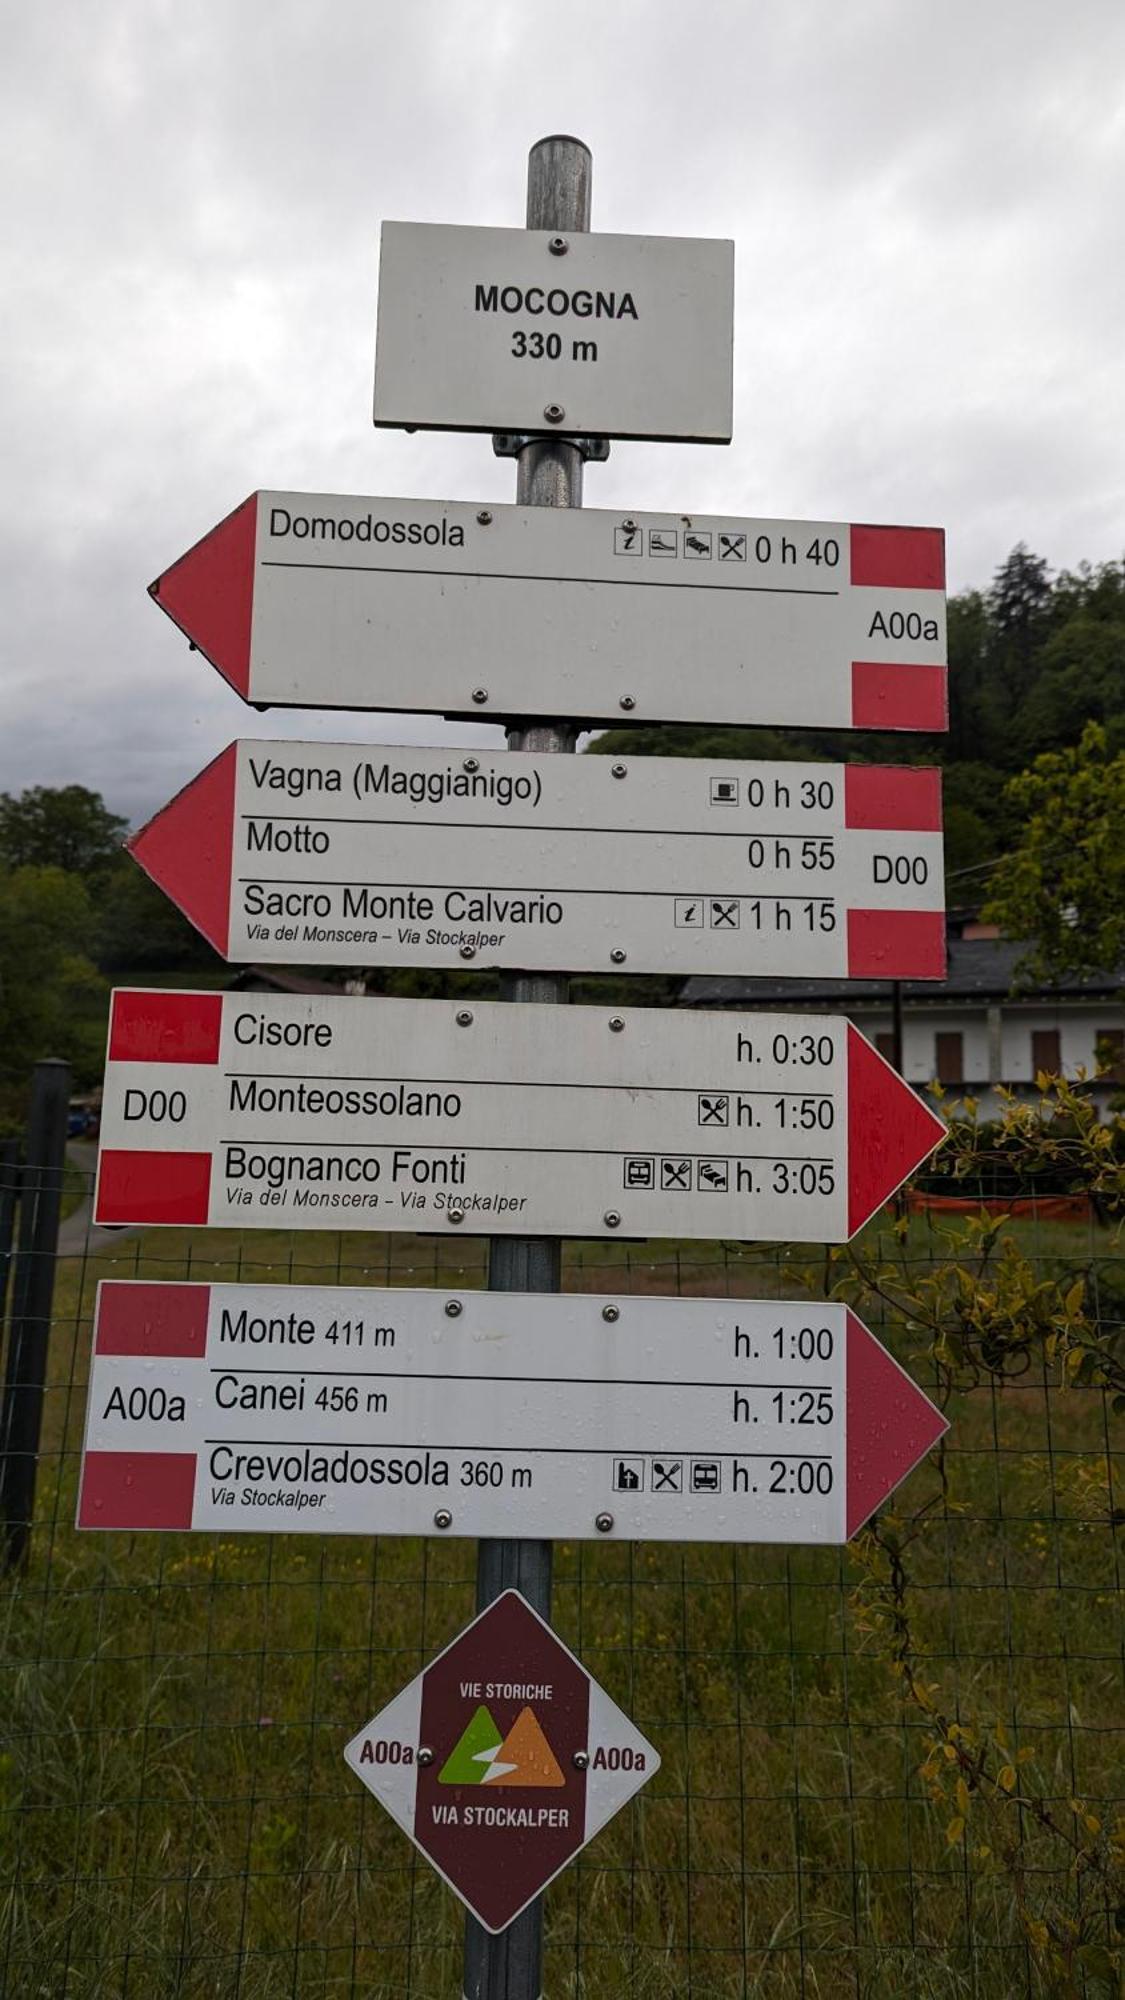 MOCOGNA
330 m
Domodossola 0 h 40
A00a
Vagna (Maggianigo) 0 h 30
Motto 0 h 55
D00
Sacro Monte Calvario 1 h 15
Via del Monscera – Via Stockalper
Cisore h. 0:30
D00
Monteossolano h. 1:50
Bognanco Fonti h. 3:05
Via del Monscera – Via Stockalper
Monte 411 m h. 1:00
A00a
Canei 456 m h. 1:25
Crevoladossola 360 m h. 2:00
Via Stockalper
VIE STORICHE
A00a A00a
VIA STOCKALPER